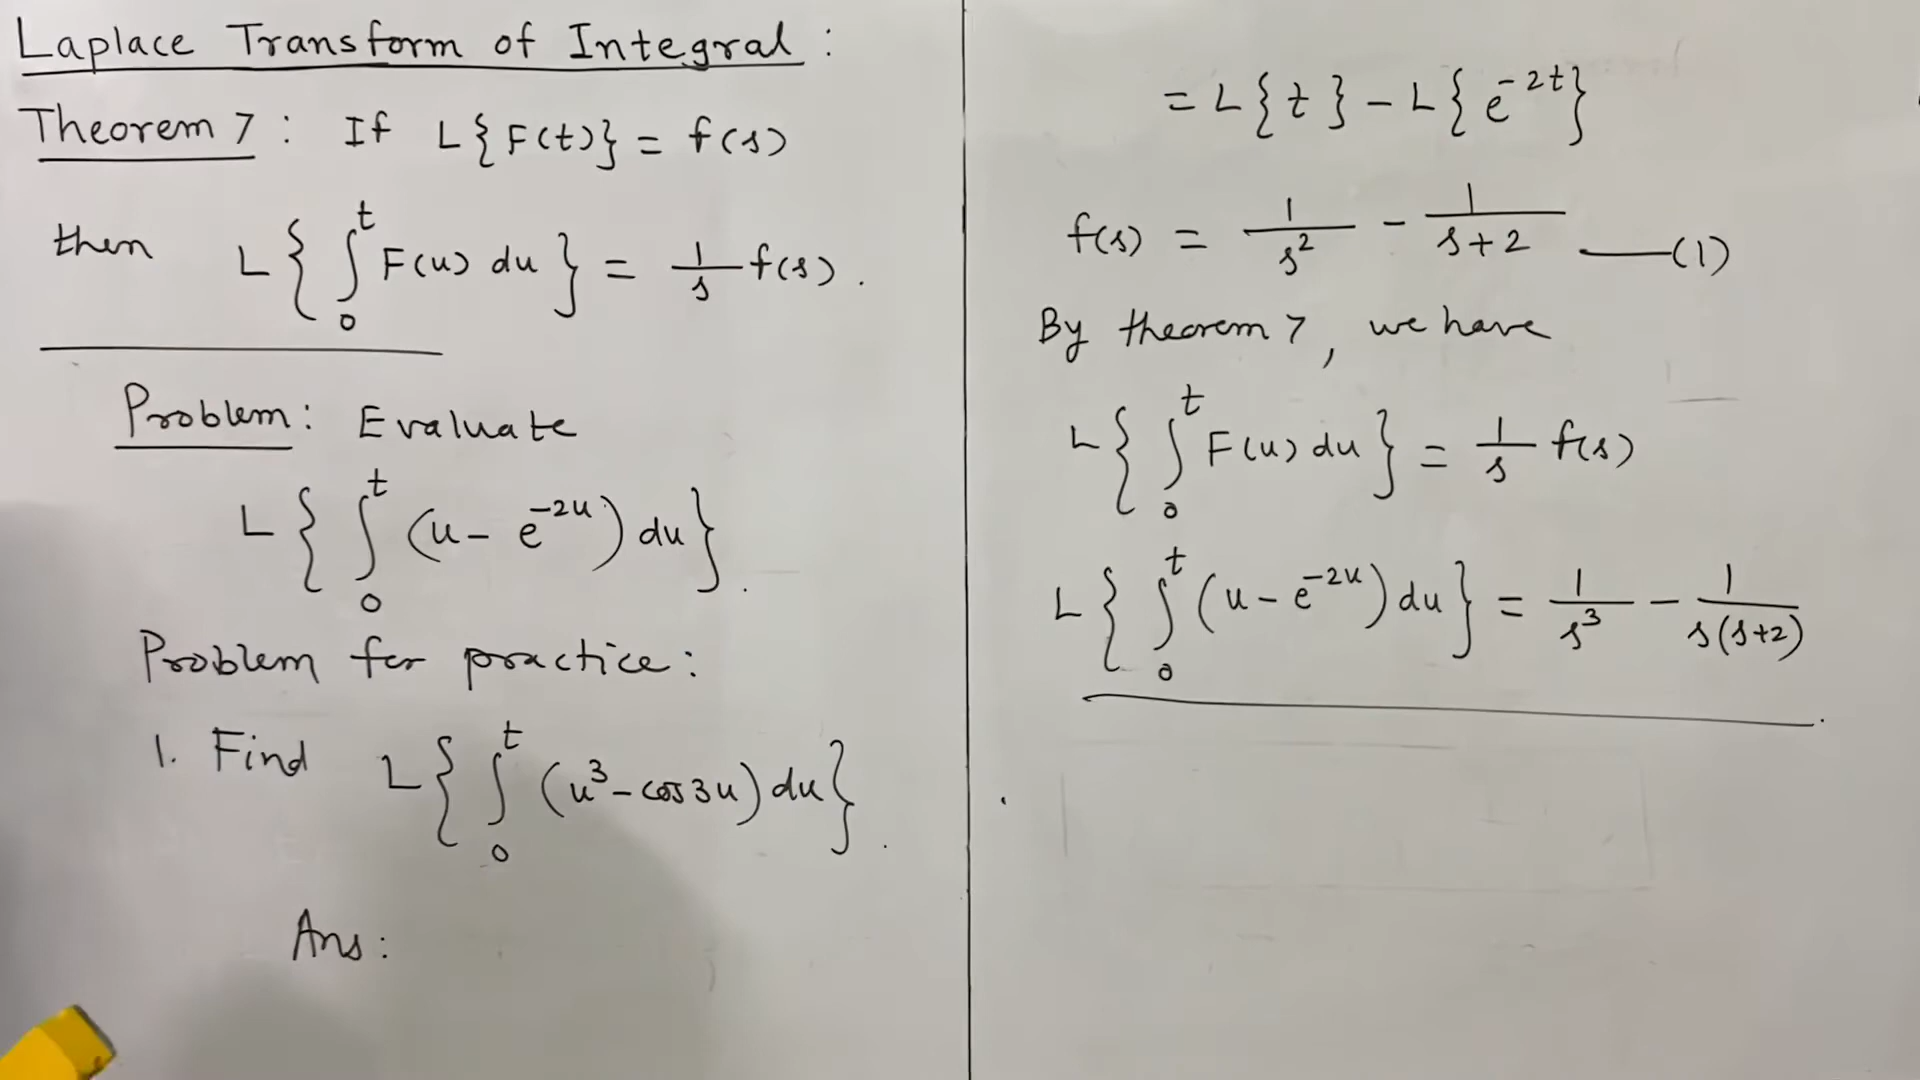 Laplace Transform of Integral :
Theorem 7 : If L{F(t)} = f(s)
then L{∫₀ᵗ F(u) du} = 1/s f(s).
Problem: Evaluate
L{∫₀ᵗ (u - e⁻²ᵘ) du}.
Problem for practice:
1. Find L{∫₀ᵗ (u³ - cos3u) du}.
Ans:
= L{t} - L{e⁻²ᵗ}
f(s) = 1/s² - 1/(s+2) —(1)
By theorem 7, we have
L{∫₀ᵗ F(u) du} = 1/s f(s)
L{∫₀ᵗ (u - e⁻²ᵘ) du} = 1/s³ - 1/s(s+2)